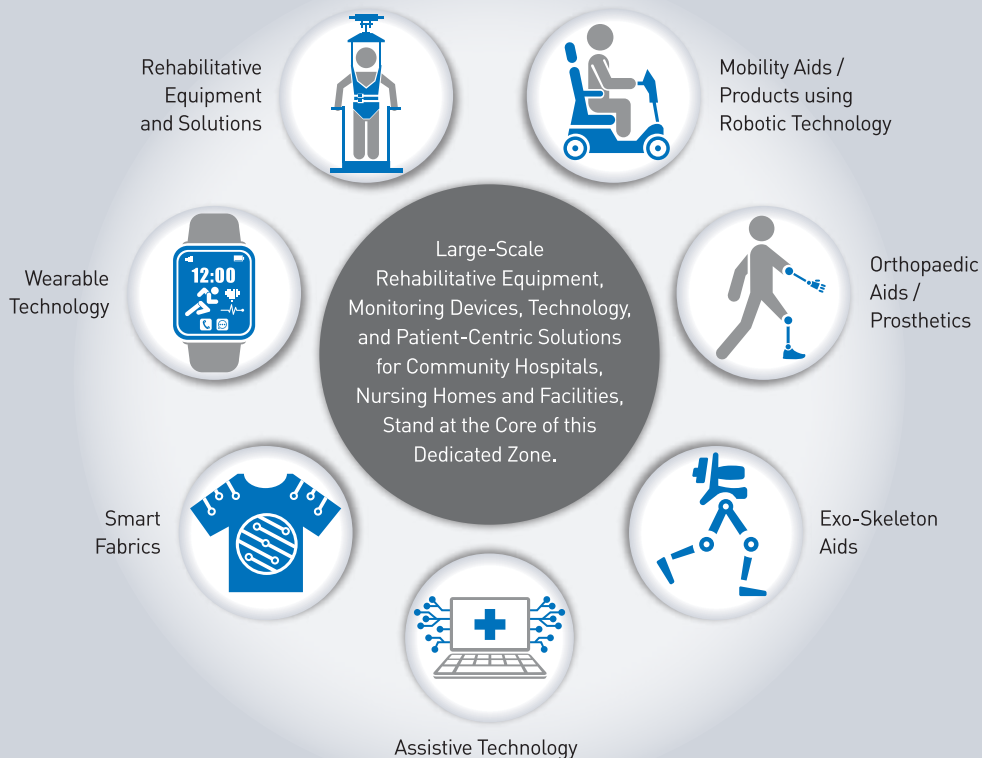 Rehabilitative
Equipment
and Solutions
Mobility Aids /
Products using
Robotic Technology
Wearable
Technology
12:00
Large-Scale
Rehabilitative Equipment,
Monitoring Devices, Technology,
and Patient-Centric Solutions
for Community Hospitals,
Nursing Homes and Facilities,
Stand at the Core of this
Dedicated Zone.
Orthopaedic
Aids /
Prosthetics
Smart
Fabrics
Exo-Skeleton
Aids
Assistive Technology